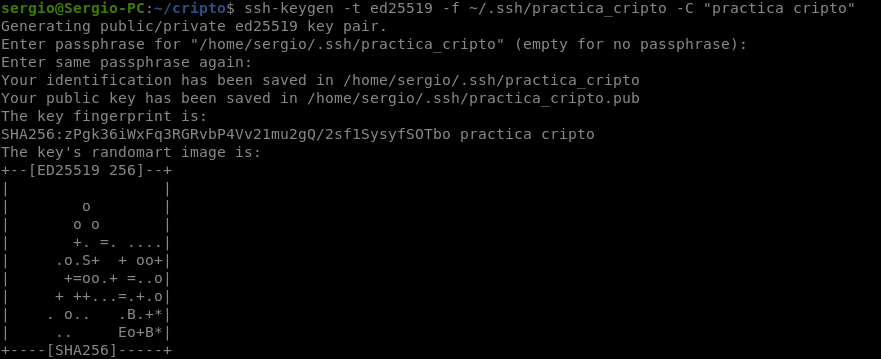 sergio@Sergio-PC:~/cripto$ ssh-keygen -t ed25519 -f ~/.ssh/practica_cripto -C "practica cripto"
Generating public/private ed25519 key pair.
Enter passphrase for "/home/sergio/.ssh/practica_cripto" (empty for no passphrase):
Enter same passphrase again:
Your identification has been saved in /home/sergio/.ssh/practica_cripto
Your public key has been saved in /home/sergio/.ssh/practica_cripto.pub
The key fingerprint is:
SHA256:zPgk36iWxFq3RGRvbP4Vv21mu2gQ/2sf1SysyfSOTbo practica cripto
The key's randomart image is:
+--[ED25519 256]--+
|                 |
|        o        |
|       o o       |
|       +. =. ....|
|     .o.S+  + oo+|
|      +=oo.+ =..o|
|     + ++...=.+.o|
|    . o..   .B.+*|
|     ..     Eo+B*|
+----[SHA256]-----+